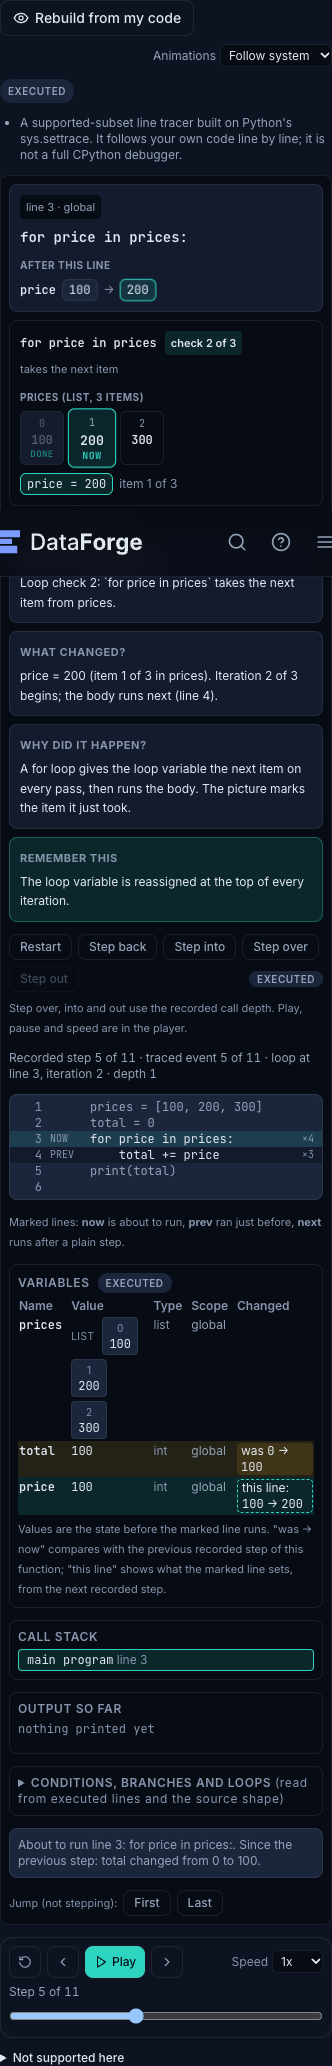 Rebuild from my code
Animations Follow system
EXECUTED
• A supported-subset line tracer built on Python's
sys.settrace. It follows your own code line by line; it is
not a full CPython debugger.
line 3 · global
for price in prices:
AFTER THIS LINE
price 100 → 200
for price in prices check 2 of 3
takes the next item
PRICES (LIST, 3 ITEMS)
0 1 2
100 200 300
DONE NOW
price = 200 item 1 of 3
DataForge
Loop check 2: `for price in prices` takes the next
item from prices.
WHAT CHANGED?
price = 200 (item 1 of 3 in prices). Iteration 2 of 3
begins; the body runs next (line 4).
WHY DID IT HAPPEN?
A for loop gives the loop variable the next item on
every pass, then runs the body. The picture marks
the item it just took.
REMEMBER THIS
The loop variable is reassigned at the top of every
iteration.
Restart Step back Step into Step over
Step out EXECUTED
Step over, into and out use the recorded call depth. Play,
pause and speed are in the player.
Recorded step 5 of 11 · traced event 5 of 11 · loop at
line 3, iteration 2 · depth 1
1 prices = [100, 200, 300]
2 total = 0
3 NOW for price in prices: ×4
4 PREV total += price ×3
5 print(total)
6
Marked lines: now is about to run, prev ran just before, next
runs after a plain step.
VARIABLES EXECUTED
Name Value Type Scope Changed
prices LIST 0 list global
100
1
200
2
300
total 100 int global was 0 →
100
price 100 int global this line:
100 → 200
Values are the state before the marked line runs. "was →
now" compares with the previous recorded step of this
function; "this line" shows what the marked line sets,
from the next recorded step.
CALL STACK
main program line 3
OUTPUT SO FAR
nothing printed yet
▶ CONDITIONS, BRANCHES AND LOOPS (read
from executed lines and the source shape)
About to run line 3: for price in prices:. Since the
previous step: total changed from 0 to 100.
Jump (not stepping): First Last
Play Speed 1x
Step 5 of 11
▶ Not supported here